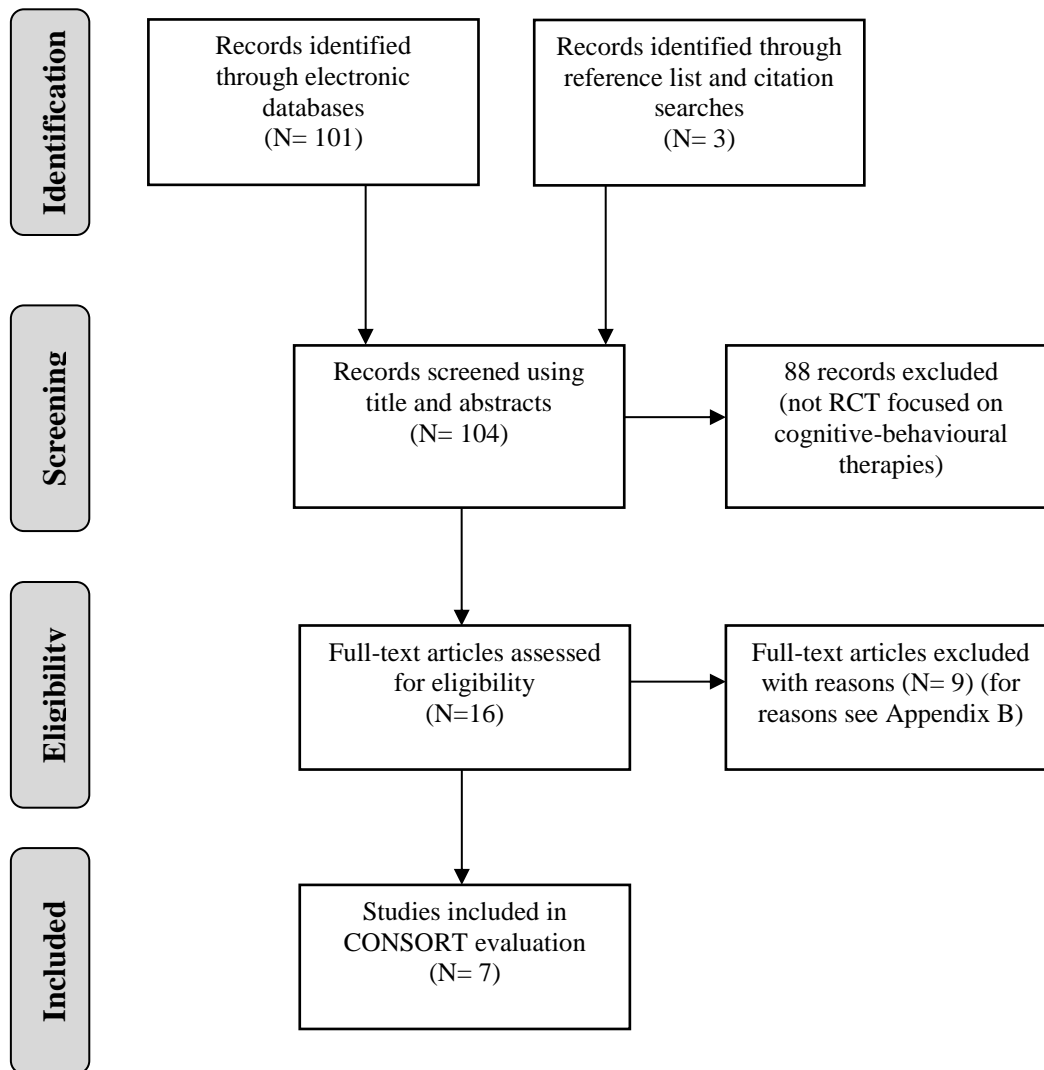 Identification
Records identified
through electronic
databases
(N= 101)
Records identified through
reference list and citation
searches
(N= 3)
Screening
Records screened using
title and abstracts
(N= 104)
88 records excluded
(not RCT focused on
cognitive-behavioural
therapies)
Eligibility
Full-text articles assessed
for eligibility
(N=16)
Full-text articles excluded
with reasons (N= 9) (for
reasons see Appendix B)
Included
Studies included in
CONSORT evaluation
(N= 7)